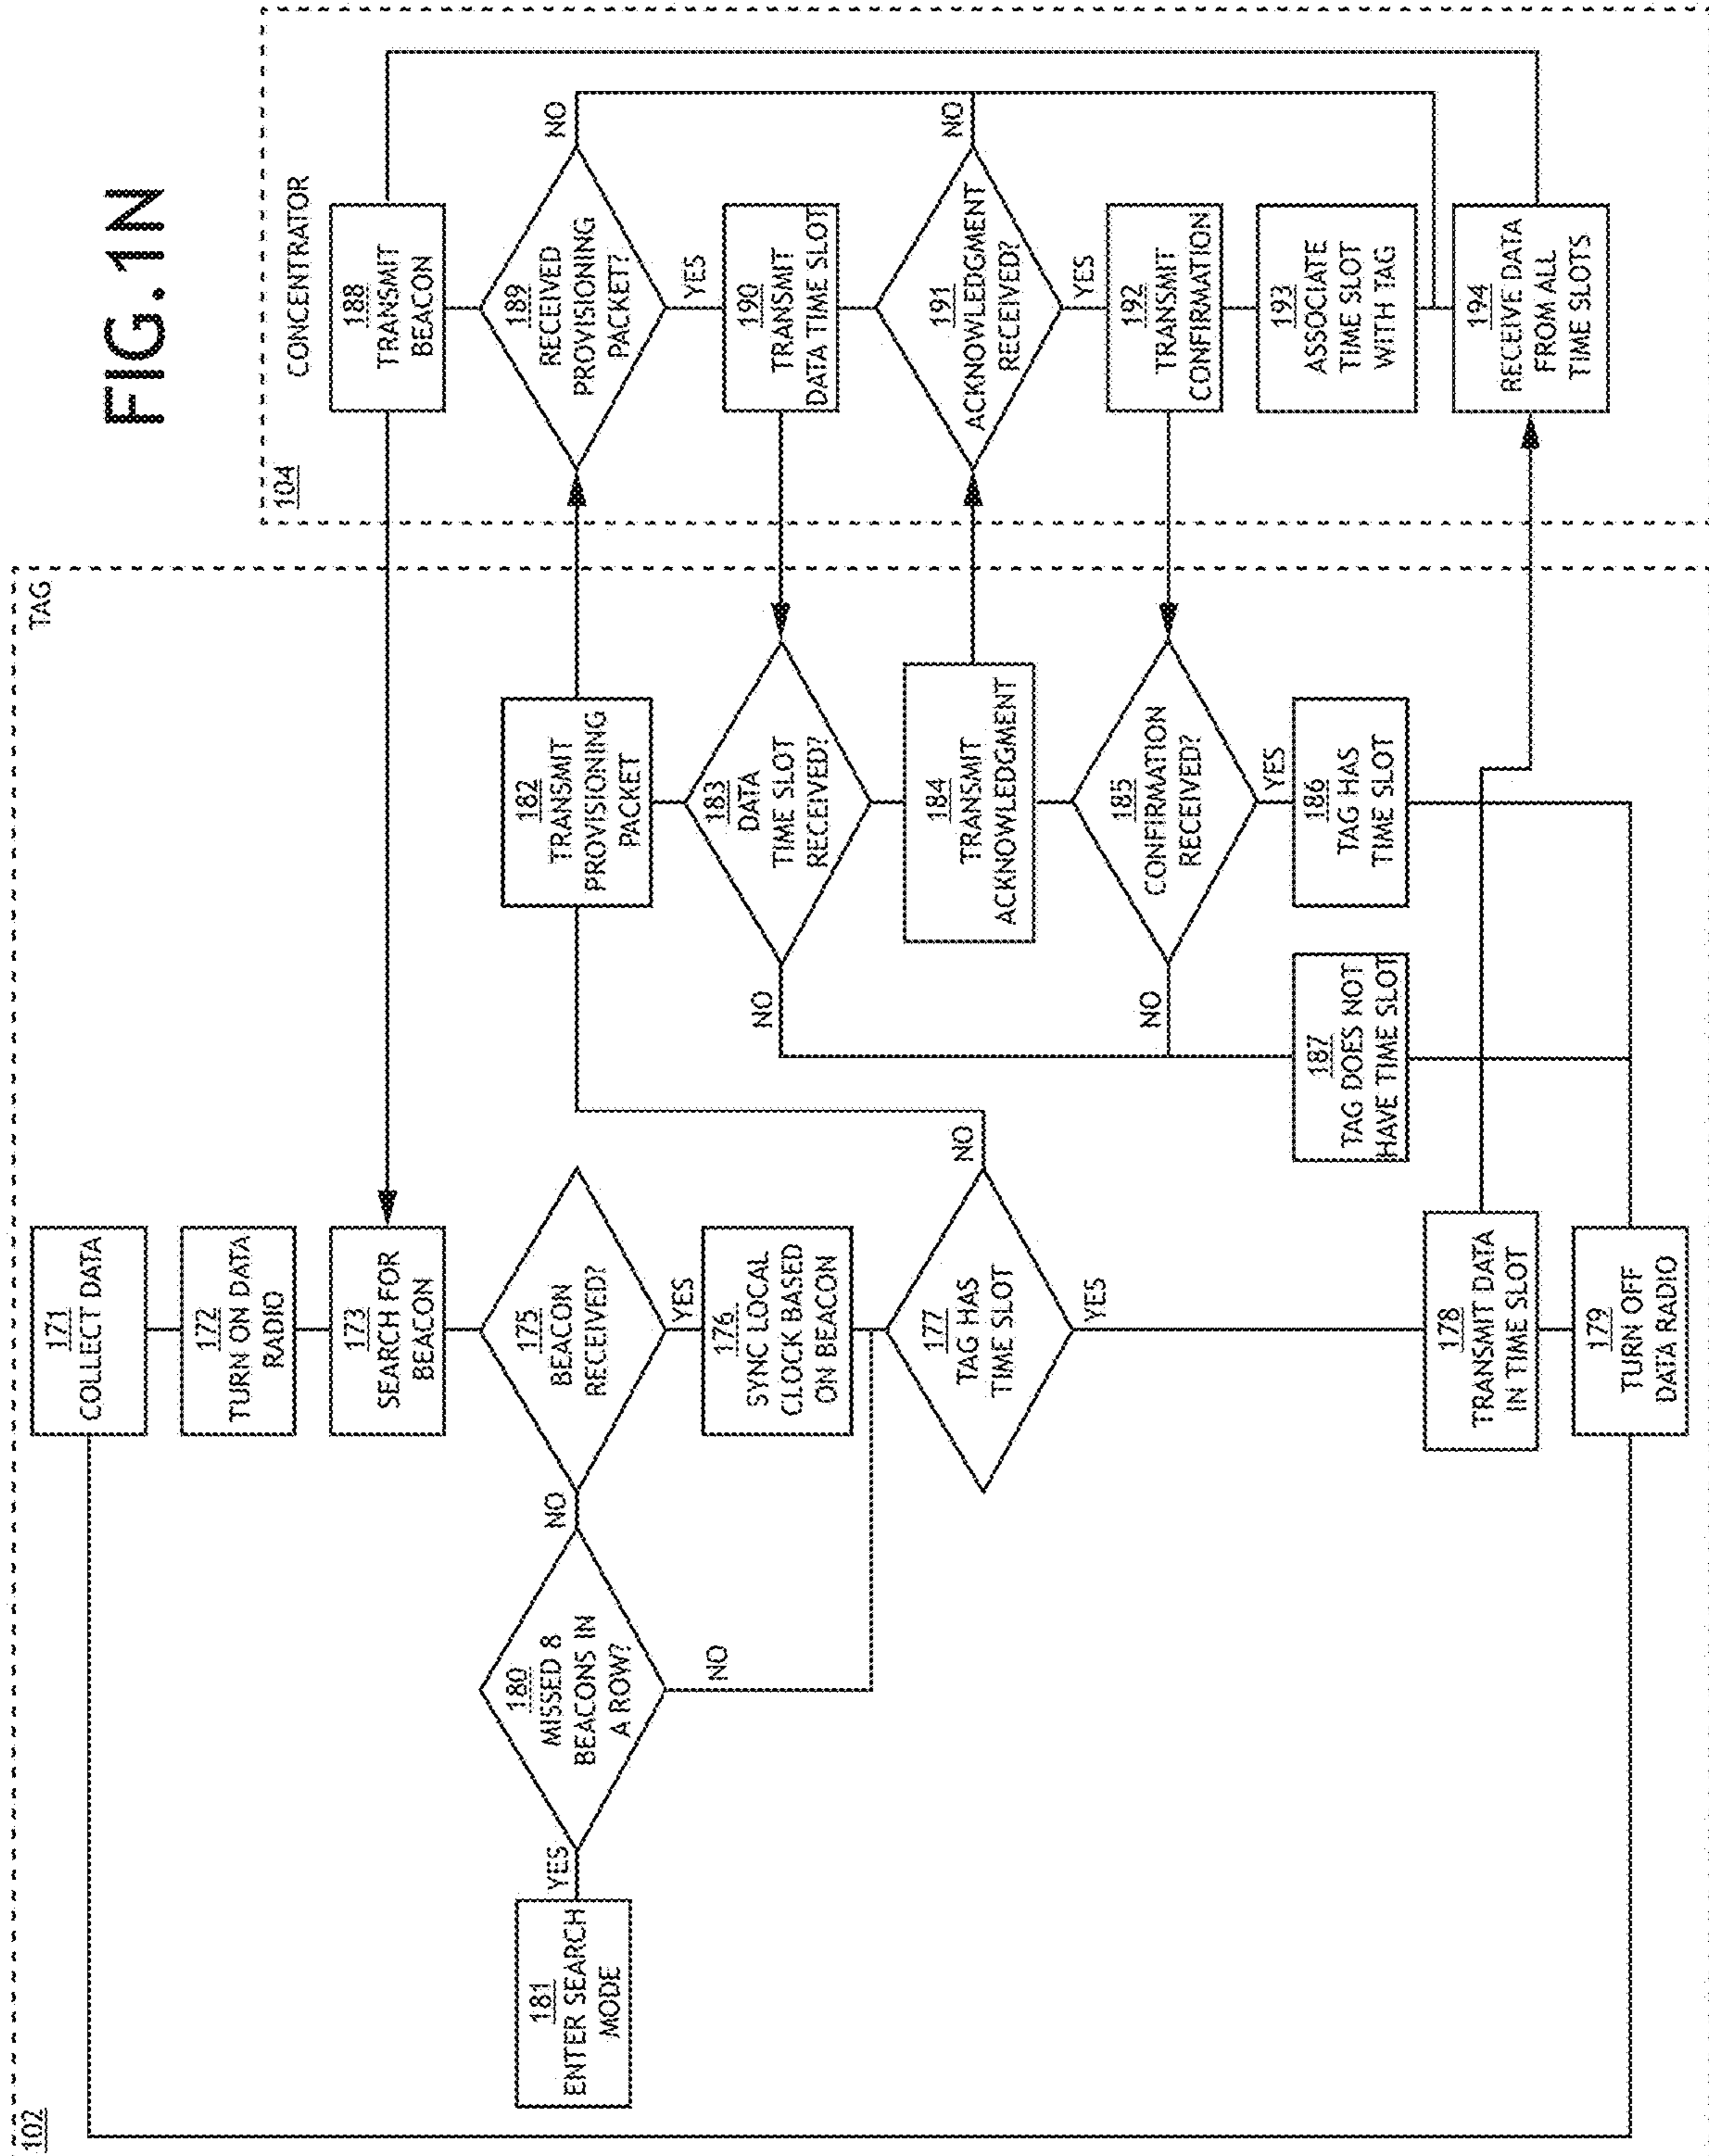 FIG.1N
102
TAG
171
COLLECT DATA
172
TURN ON DATA
RADIO
173
SEARCH FOR
BEACON
175
BEACON
RECEIVED?
NO
YES
180
MISSED 8
BEACONS IN
A ROW?
YES
NO
181
ENTER SEARCH
MODE
176
SYNC LOCAL
CLOCK BASED
ON BEACON
177
TAG HAS
TIME SLOT
NO
YES
178
TRANSMIT DATA
IN TIME SLOT
179
TURN OFF
DATA RADIO
182
TRANSMIT
PROVISIONING
PACKET
183
DATA
TIME SLOT
RECEIVED?
NO
184
TRANSMIT
ACKNOWLEDGMENT
185
CONFIRMATION
RECEIVED?
NO
YES
186
TAG HAS
TIME SLOT
187
TAG DOES NOT
HAVE TIME SLOT
104
CONCENTRATOR
188
TRANSMIT
BEACON
189
RECEIVED
PROVISIONING
PACKET?
NO
YES
190
TRANSMIT
DATA TIME SLOT
191
ACKNOWLEDGMENT
RECEIVED?
NO
YES
192
TRANSMIT
CONFIRMATION
193
ASSOCIATE
TIME SLOT
WITH TAG
194
RECEIVE DATA
FROM ALL
TIME SLOTS